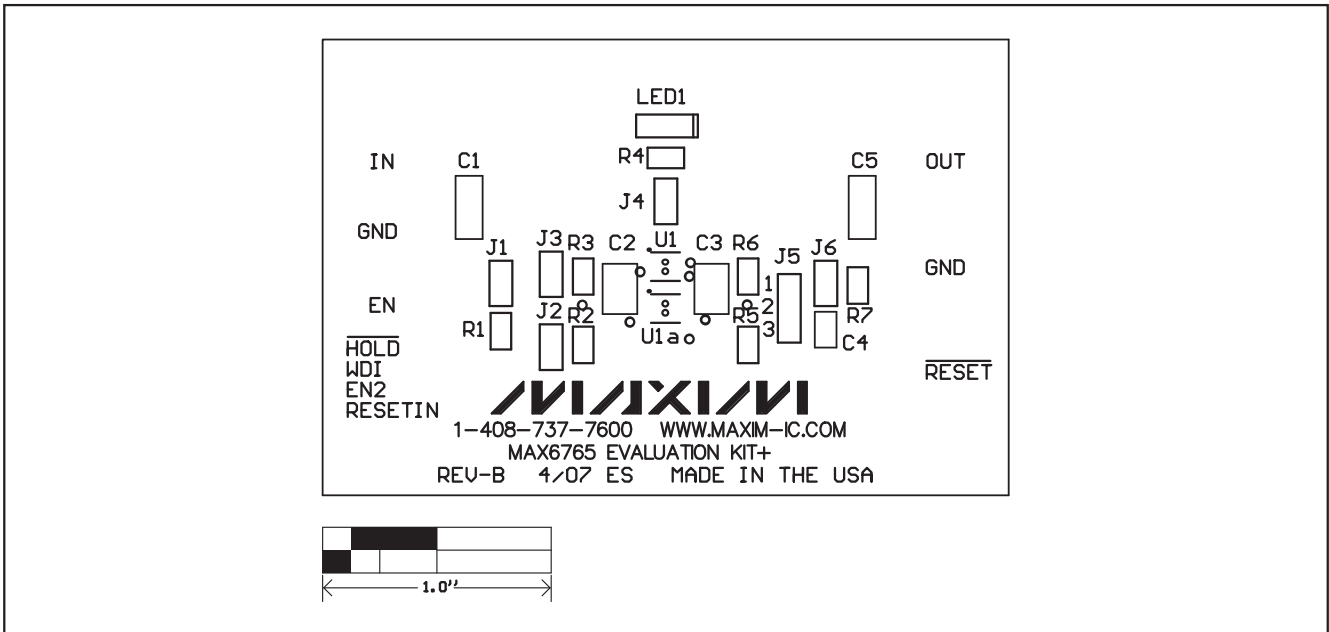 LED1
R4
IN C1 C5 OUT
J4
GND
J1 J3 R3 C2 U1 C3 R6 J5 J6
GND
1
EN
2
R1 J2 R2 U1a R5 3 R7
C4
HOLD
WDI
EN2
RESETIN
RESET
MAXIM
1-408-737-7600 WWW.MAXIM-IC.COM
MAX6765 EVALUATION KIT+
REV-B 4/07 ES MADE IN THE USA
1.0"